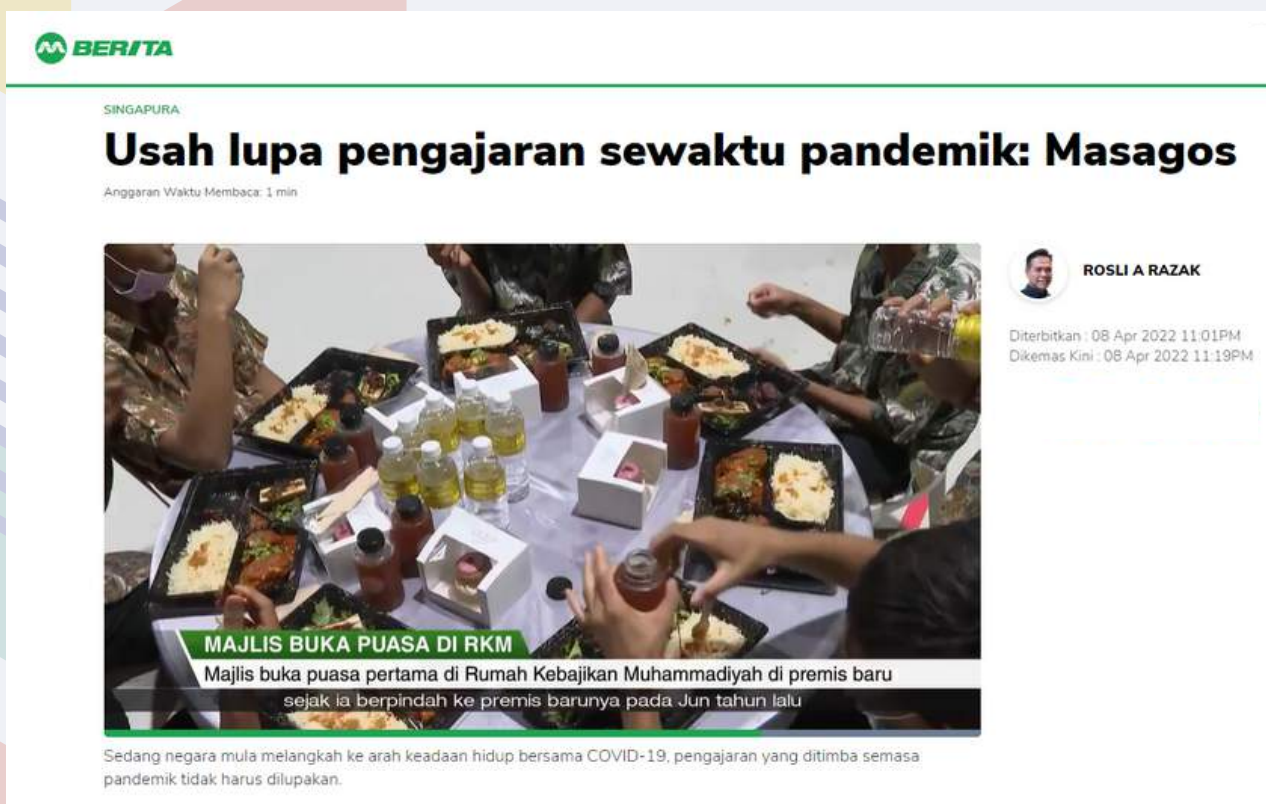 BERITA
SINGAPURA
Usah lupa pengajaran sewaktu pandemik: Masagos
Anggaran Waktu Membaca: 1 min
ROSLI A RAZAK
Diterbitkan : 08 Apr 2022 11:01PM
Dikemas Kini : 08 Apr 2022 11:19PM
MAJLIS BUKA PUASA DI RKM
Majlis buka puasa pertama di Rumah Kebajikan Muhammadiyah di premis baru
sejak ia berpindah ke premis barunya pada Jun tahun lalu
Sedang negara mula melangkah ke arah keadaan hidup bersama COVID-19, pengajaran yang ditimba semasa
pandemik tidak harus dilupakan.